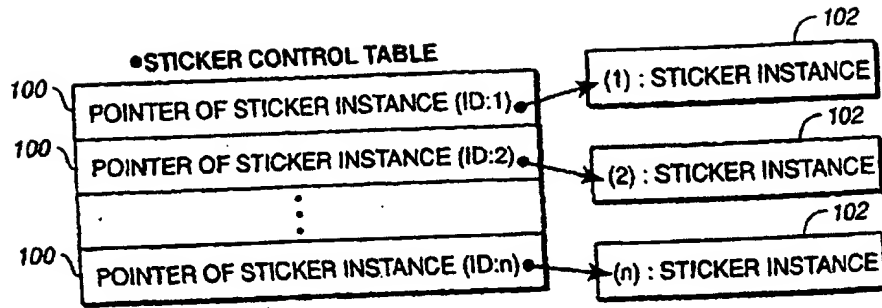 ●STICKER CONTROL TABLE
100
POINTER OF STICKER INSTANCE (ID:1)
102
(1) : STICKER INSTANCE
100
POINTER OF STICKER INSTANCE (ID:2)
102
(2) : STICKER INSTANCE
100
POINTER OF STICKER INSTANCE (ID:n)
102
(n) : STICKER INSTANCE